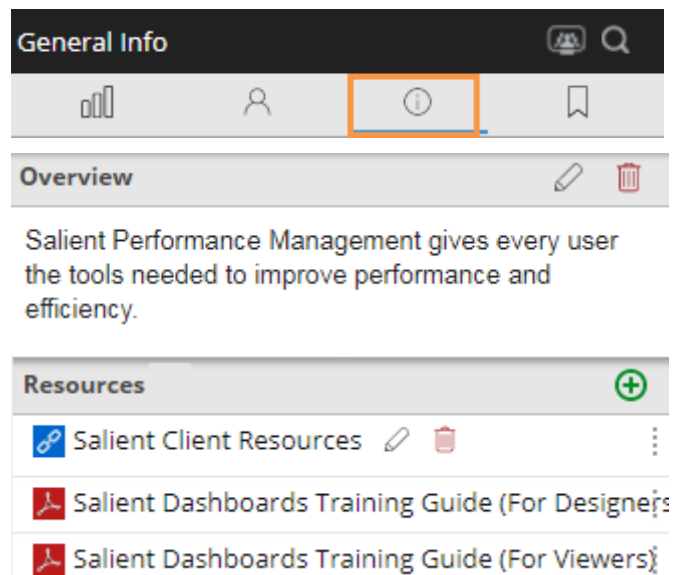 General Info
Overview
Salient Performance Management gives every user
the tools needed to improve performance and
efficiency.
Resources
Salient Client Resources
Salient Dashboards Training Guide (For Designers
Salient Dashboards Training Guide (For Viewers)